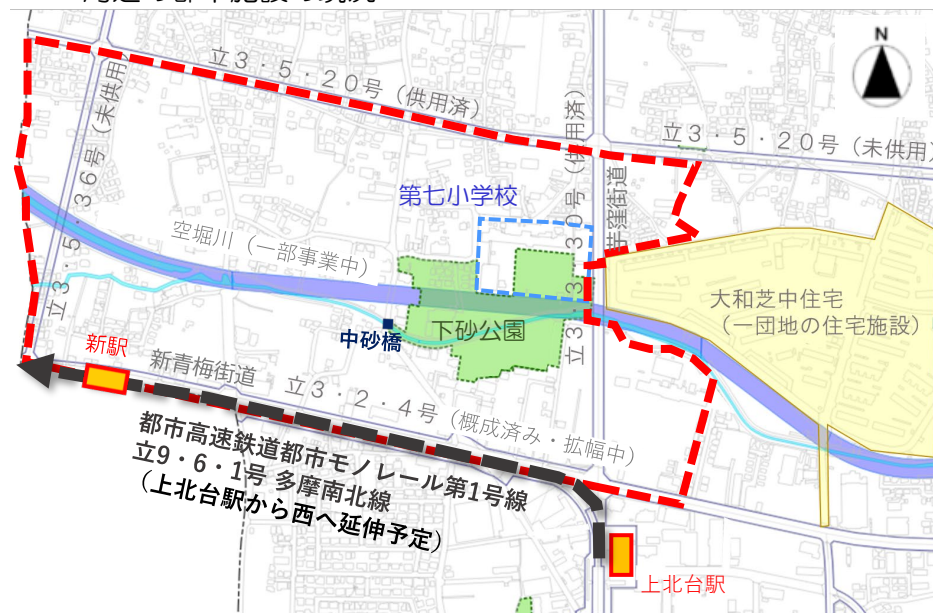 N
立3・5・20号(供用済)
立3・5・20号(未供用)
立3・5・36号(未供用)
立3・3・30号(供用済)
芋窪街道
第七小学校
空堀川(一部事業中)
大和芝中住宅
(一団地の住宅施設)
下砂公園
中砂橋
新駅
新青梅街道 立3・2・4号(概成済み・拡幅中)
都市高速鉄道都市モノレール第1号線
立9・6・1号 多摩南北線
(上北台駅から西へ延伸予定)
上北台駅